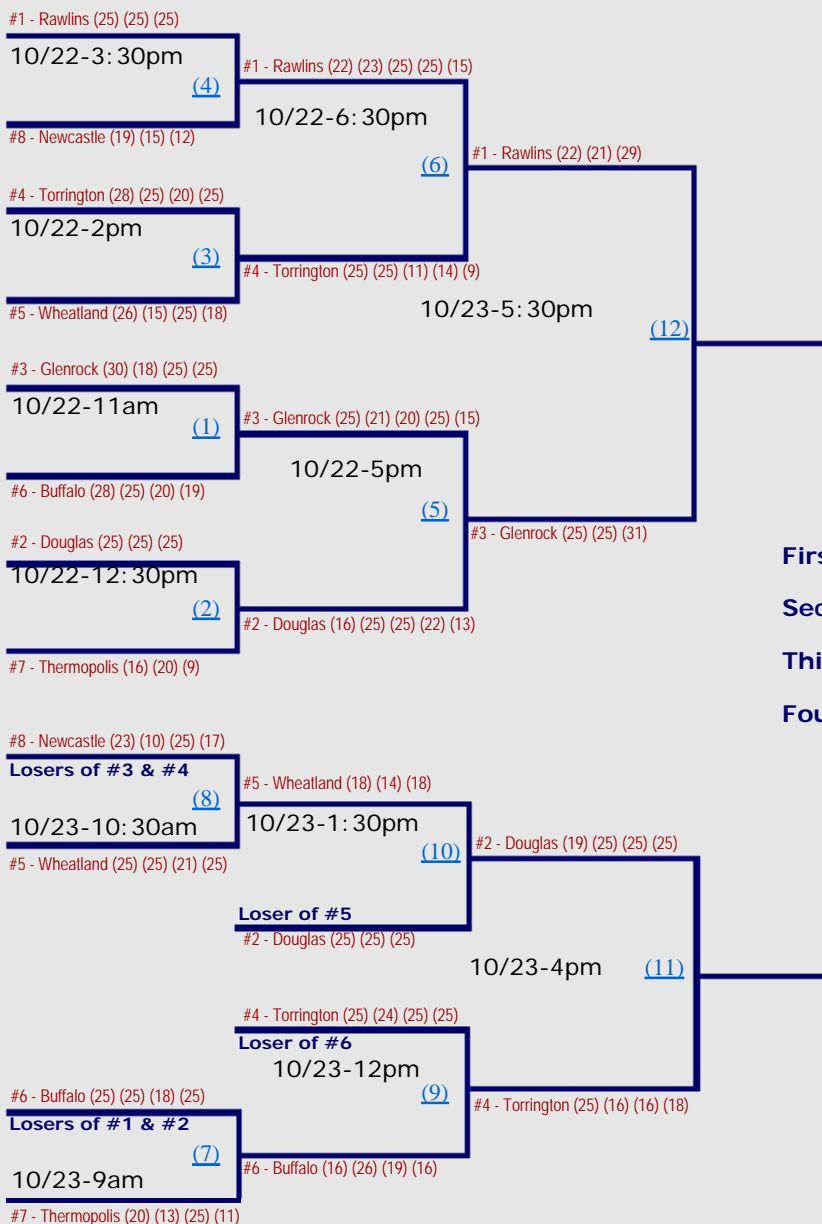 #1 - Rawlins (25) (25) (25)
10/22-3:30pm
#1 - Rawlins (22) (23) (25) (25) (15)
(4)
10/22-6:30pm
#8 - Newcastle (19) (15) (12)
#1 - Rawlins (22) (21) (29)
(6)
#4 - Torrington (28) (25) (20) (25)
10/22-2pm
(3)
#4 - Torrington (25) (25) (11) (14) (9)
#5 - Wheatland (26) (15) (25) (18)
10/23-5:30pm
(12)
#3 - Glenrock (30) (18) (25) (25)
10/22-11am
#3 - Glenrock (25) (21) (20) (25) (15)
(1)
10/22-5pm
#6 - Buffalo (28) (25) (20) (19)
(5)
#3 - Glenrock (25) (25) (31)
#2 - Douglas (25) (25) (25)
10/22-12:30pm
(2)
#2 - Douglas (16) (25) (25) (22) (13)
#7 - Thermopolis (16) (20) (9)
Firs
Sec
Thi
Fou
#8 - Newcastle (23) (10) (25) (17)
Losers of #3 & #4
#5 - Wheatland (18) (14) (18)
(8)
10/23-10:30am
10/23-1:30pm
#2 - Douglas (19) (25) (25) (25)
(10)
#5 - Wheatland (25) (25) (21) (25)
Loser of #5
#2 - Douglas (25) (25) (25)
10/23-4pm
(11)
#4 - Torrington (25) (24) (25) (25)
Loser of #6
10/23-12pm
(9)
#4 - Torrington (25) (16) (16) (18)
#6 - Buffalo (25) (25) (18) (25)
Losers of #1 & #2
(7)
#6 - Buffalo (16) (26) (19) (16)
10/23-9am
#7 - Thermopolis (20) (13) (25) (11)